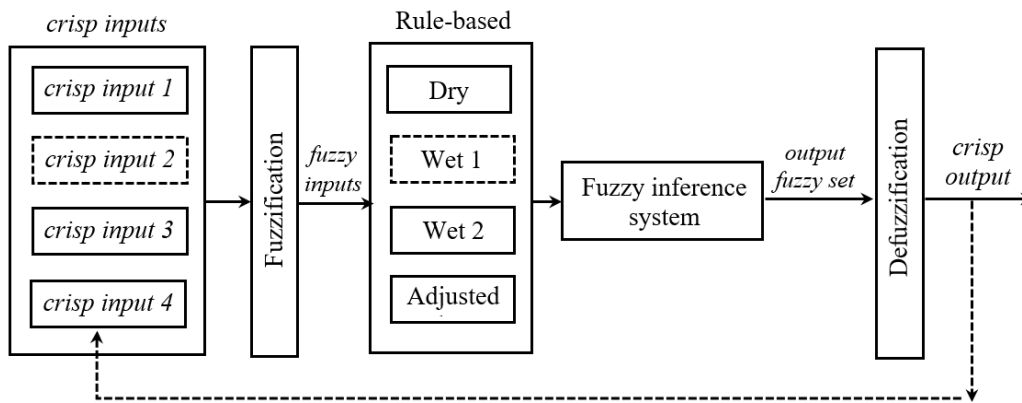 crisp inputs
crisp input 1
crisp input 2
crisp input 3
crisp input 4
Fuzzification
fuzzy
inputs
Rule-based
Dry
Wet 1
Wet 2
Adjusted
Fuzzy inference
system
output
fuzzy set
Defuzzification
crisp
output